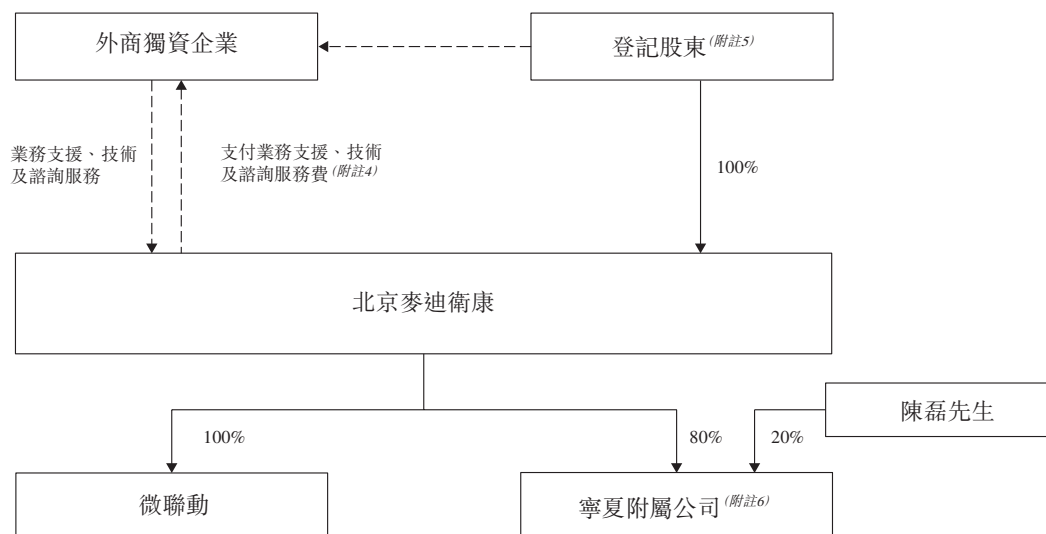 外商獨資企業
登記股東(附註5)
業務支援、技術
及諮詢服務
支付業務支援、技術
及諮詢服務費(附註4)
100%
北京麥迪衛康
陳磊先生
100%
80%
20%
微聯動
寧夏附屬公司(附註6)